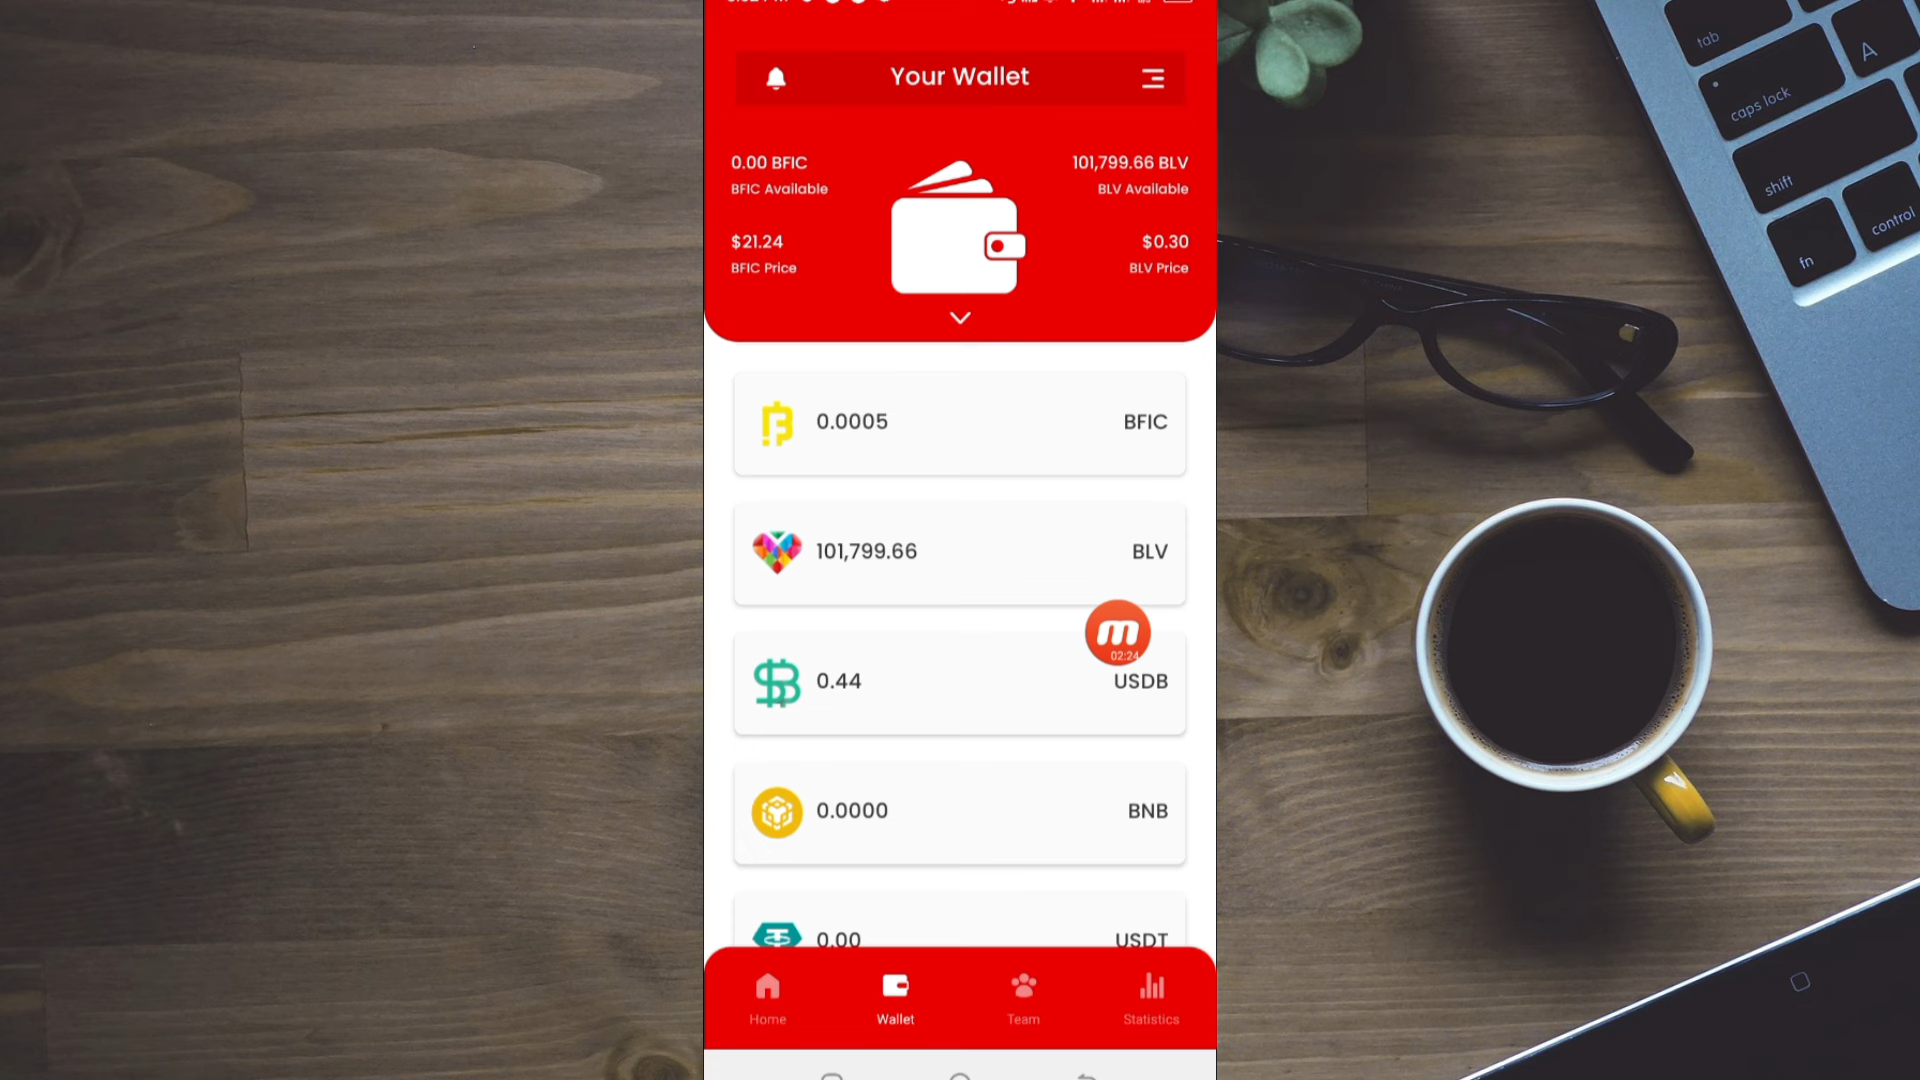 Your Wallet
0.00 BFIC
BFIC Available
101,799.66 BLV
BLV Available
$21.24
BFIC Price
$0.30
BLV Price
0.0005 BFIC
101,799.66 BLV
02:24
0.44 USDB
0.0000 BNB
0.00 USDT
Home
Wallet
Team
Statistics
tab
A
caps lock
shift
control
fn